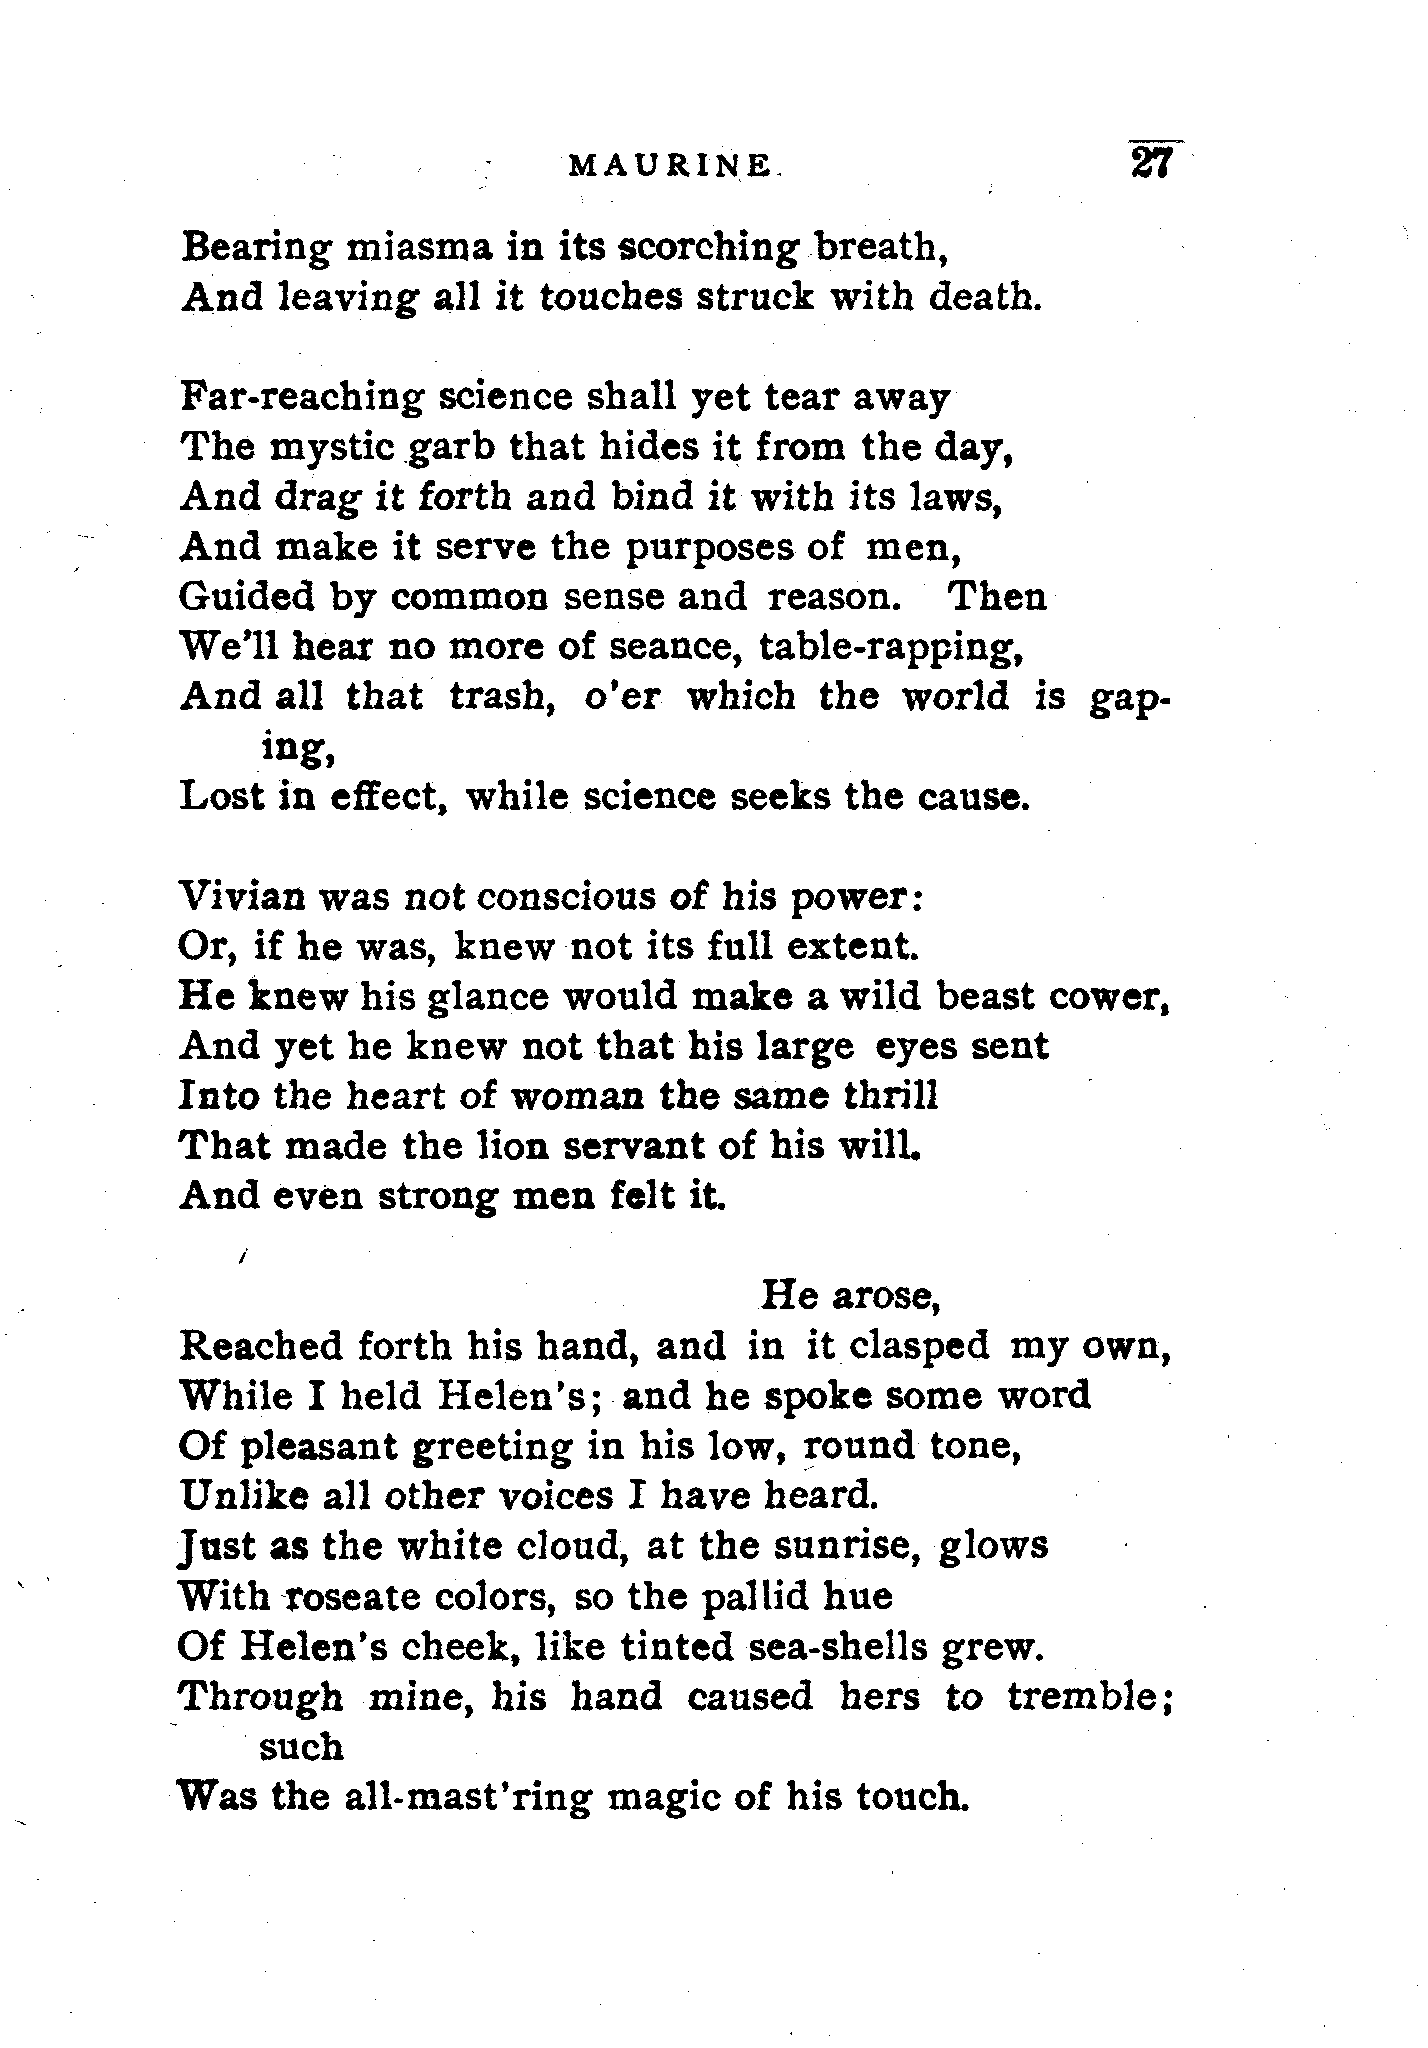 MAURINE. 27
Bearing miasma in its scorching breath,
And leaving all it touches struck with death.
Far-reaching science shall yet tear away
The mystic garb that hides it from the day,
And drag it forth and bind it with its laws,
And make it serve the purposes of men,
Guided by common sense and reason. Then
We'll hear no more of seance, table-rapping,
And all that trash, o'er which the world is gap-
ing,
Lost in effect, while science seeks the cause.
Vivian was not conscious of his power:
Or, if he was, knew not its full extent.
He knew his glance would make a wild beast cower,
And yet he knew not that his large eyes sent
Into the heart of woman the same thrill
That made the lion servant of his will.
And even strong men felt it.
He arose,
Reached forth his hand, and in it clasped my own,
While I held Helen's; and he spoke some word
Of pleasant greeting in his low, round tone,
Unlike all other voices I have heard.
Just as the white cloud, at the sunrise, glows
With roseate colors, so the pallid hue
Of Helen's cheek, like tinted sea-shells grew.
Through mine, his hand caused hers to tremble;
such
Was the all-mast'ring magic of his touch.